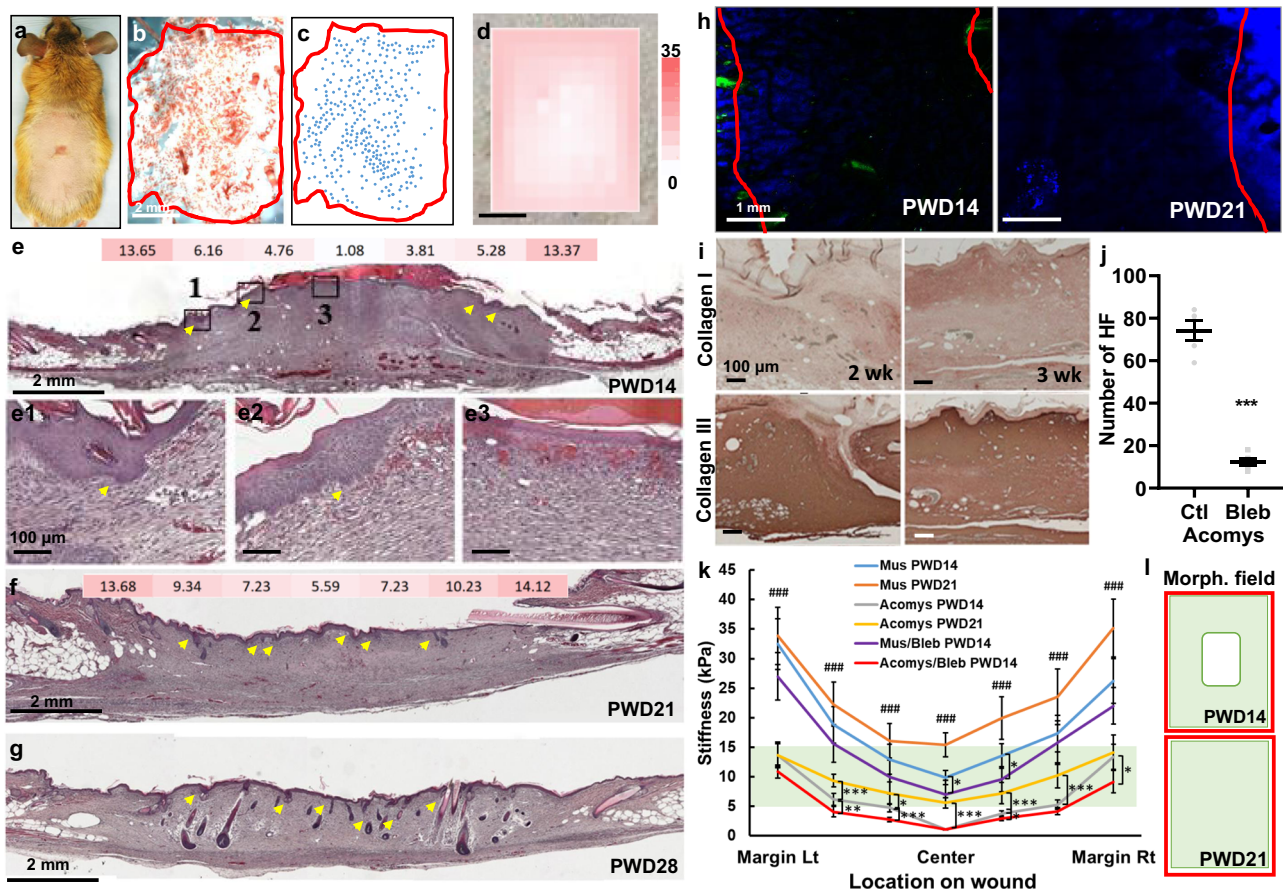 a
b
2 mm
c
d
35
0
h
PWD14
1 mm
PWD21
e
13.65 6.16 4.76 1.08 3.81 5.28 13.37
1
2
3
2 mm
PWD14
e1
100 µm
e2
e3
f
13.68 9.34 7.23 5.59 7.23 10.23 14.12
2 mm
PWD21
g
2 mm
PWD28
i
Collagen I
100 µm
2 wk
3 wk
Collagen III
j
Number of HF
100
80
60
40
20
0
***
Ctl Bleb
Acomys
k
Stiffness (kPa)
45
40
35
30
25
20
15
10
5
0
Mus PWD14
Mus PWD21
Acomys PWD14
Acomys PWD21
Mus/Bleb PWD14
Acomys/Bleb PWD14
### ### ### ### ### ### ###
*** ** * *** * *** * *** * *** *
Margin Lt Center Margin Rt
Location on wound
l
Morph. field
PWD14
PWD21